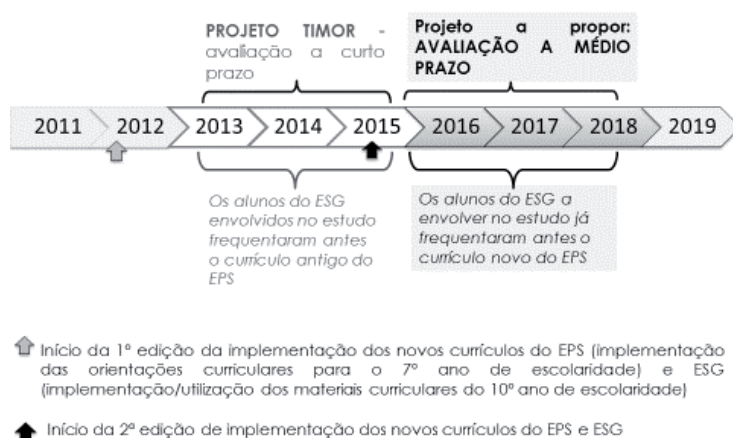 PROJETO TIMOR -
avaliação a curto
prazo
Projeto a propor:
AVALIAÇÃO A MÉDIO
PRAZO
2011 2012 2013 2014 2015 2016 2017 2018 2019
Os alunos do ESG
envolvidos no estudo
frequentaram antes
o currículo antigo do
EPS
Os alunos do ESG a
envolver no estudo já
frequentaram antes o
currículo novo do EPS
Início da 1ª edição da implementação dos novos currículos do EPS (implementação
das orientações curriculares para o 7º ano de escolaridade) e ESG
(implementação/utilização dos materiais curriculares do 10º ano de escolaridade)
Início da 2ª edição de implementação dos novos currículos do EPS e ESG